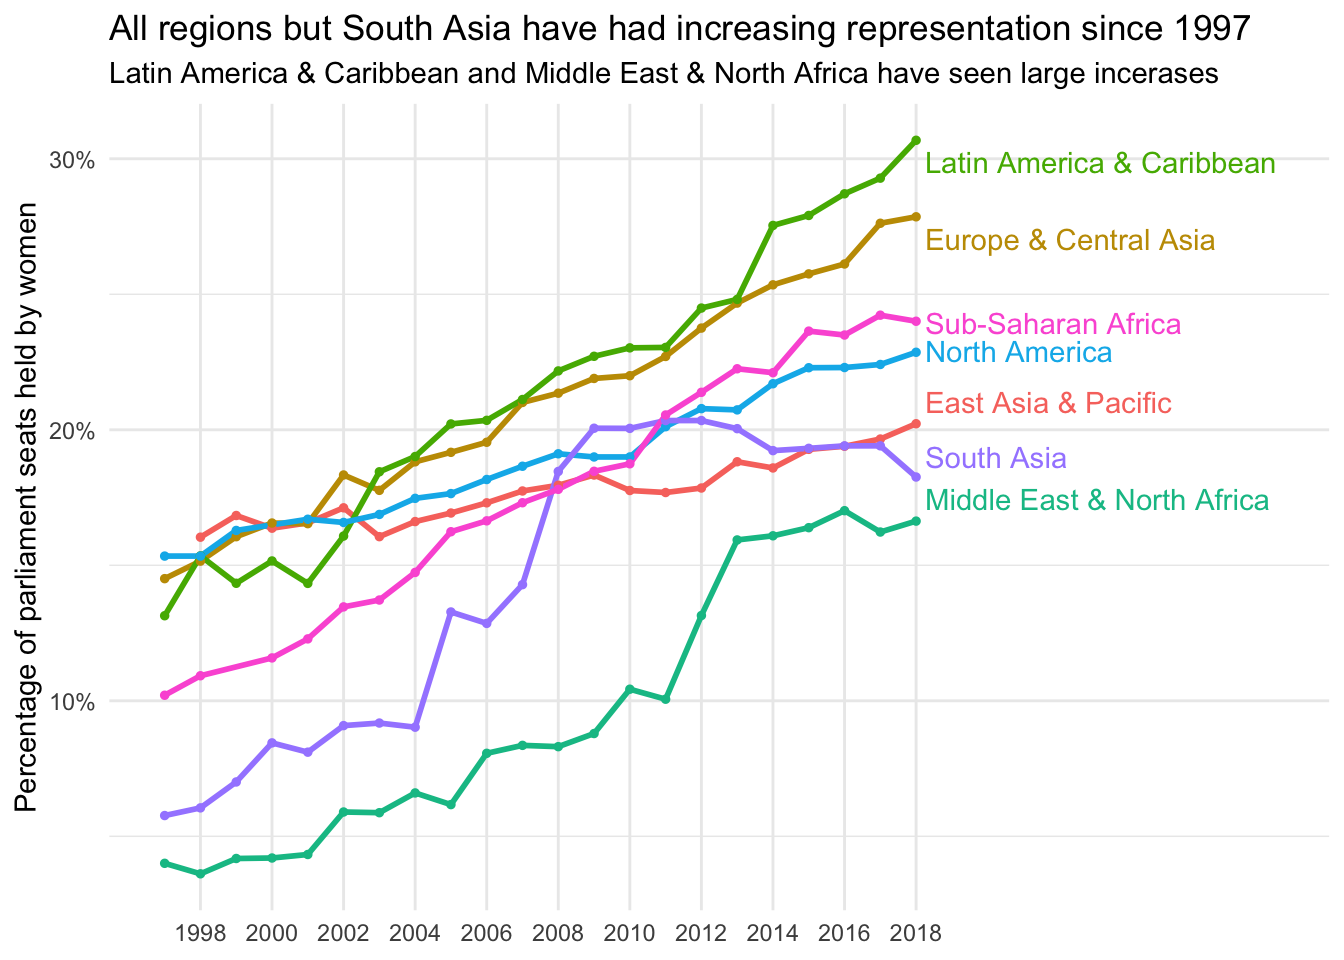 All regions but South Asia have had increasing representation since 1997
Latin America & Caribbean and Middle East & North Africa have seen large incerases
Percentage of parliament seats held by women
30%
20%
10%
Latin America & Caribbean
Europe & Central Asia
Sub-Saharan Africa
North America
East Asia & Pacific
South Asia
Middle East & North Africa
1998 2000 2002 2004 2006 2008 2010 2012 2014 2016 2018